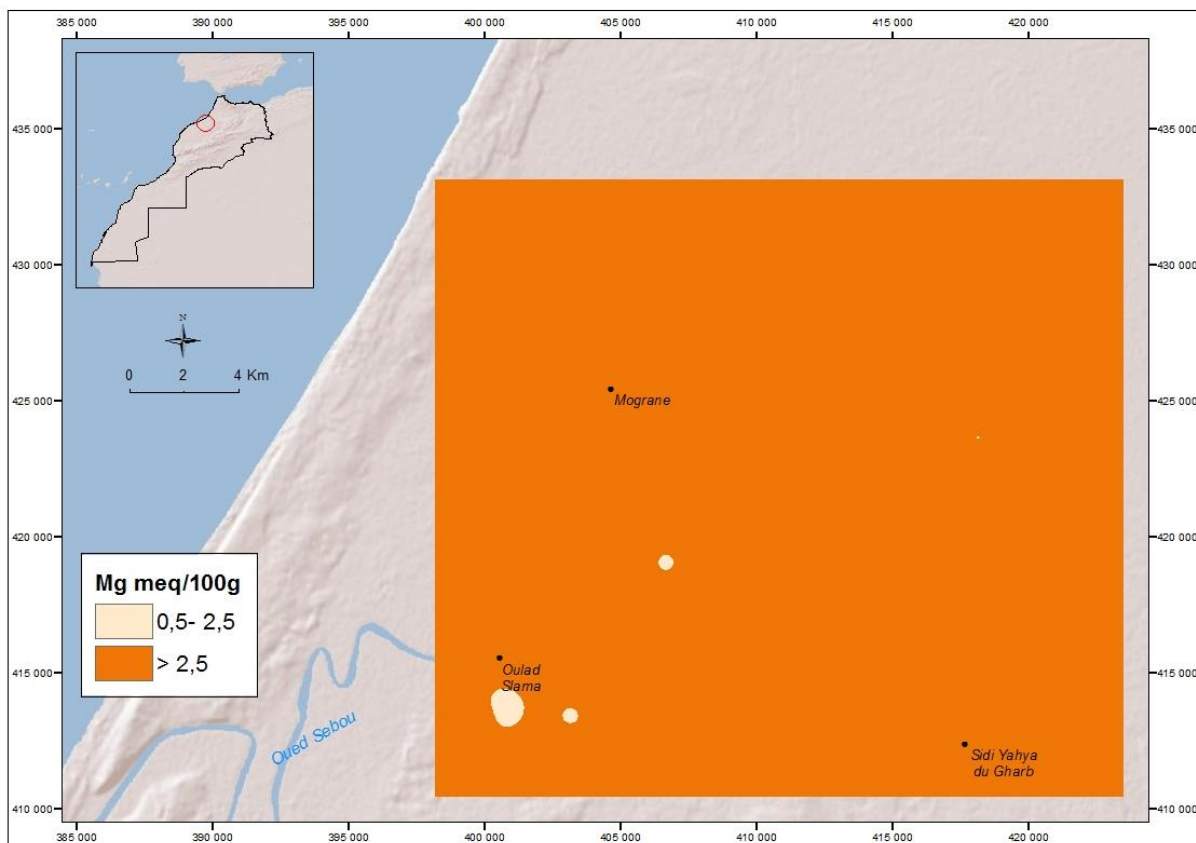 385 000 390 000 395 000 400 000 405 000 410 000 415 000 420 000
435 000 435 000
430 000 430 000
N
0 2 4 Km
425 000 425 000
Mograne
420 000 420 000
Mg meq/100g
0,5- 2,5
> 2,5
415 000 415 000
Oulad
Slama
Oued Sebou
Sidi Yahya
du Gharb
410 000 410 000
385 000 390 000 395 000 400 000 405 000 410 000 415 000 420 000